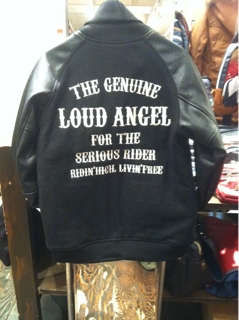 THE GENUINE
LOUD ANGEL
FOR THE
SERIOUS RIDER
RIDIN'HIGH, LIVIN'FREE